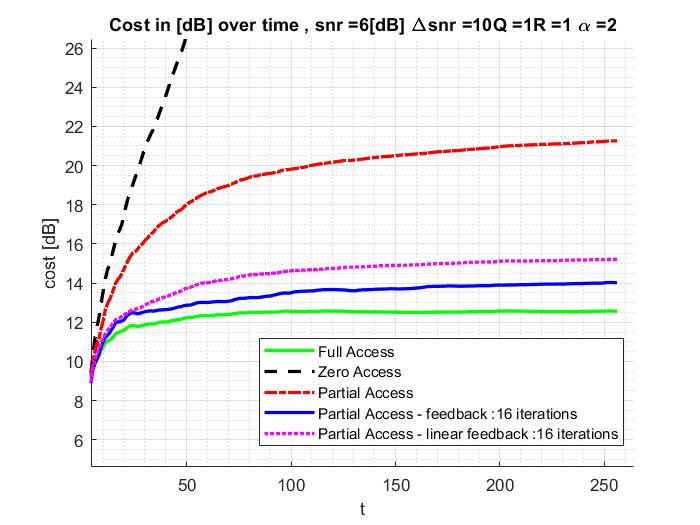 Cost in [dB] over time , snr =6[dB] Δsnr =10Q =1R =1 α =2
26
24
22
20
18
16
14
12
10
8
6
cost [dB]
50
100
150
200
250
t
Full Access
Zero Access
Partial Access
Partial Access - feedback :16 iterations
Partial Access - linear feedback :16 iterations